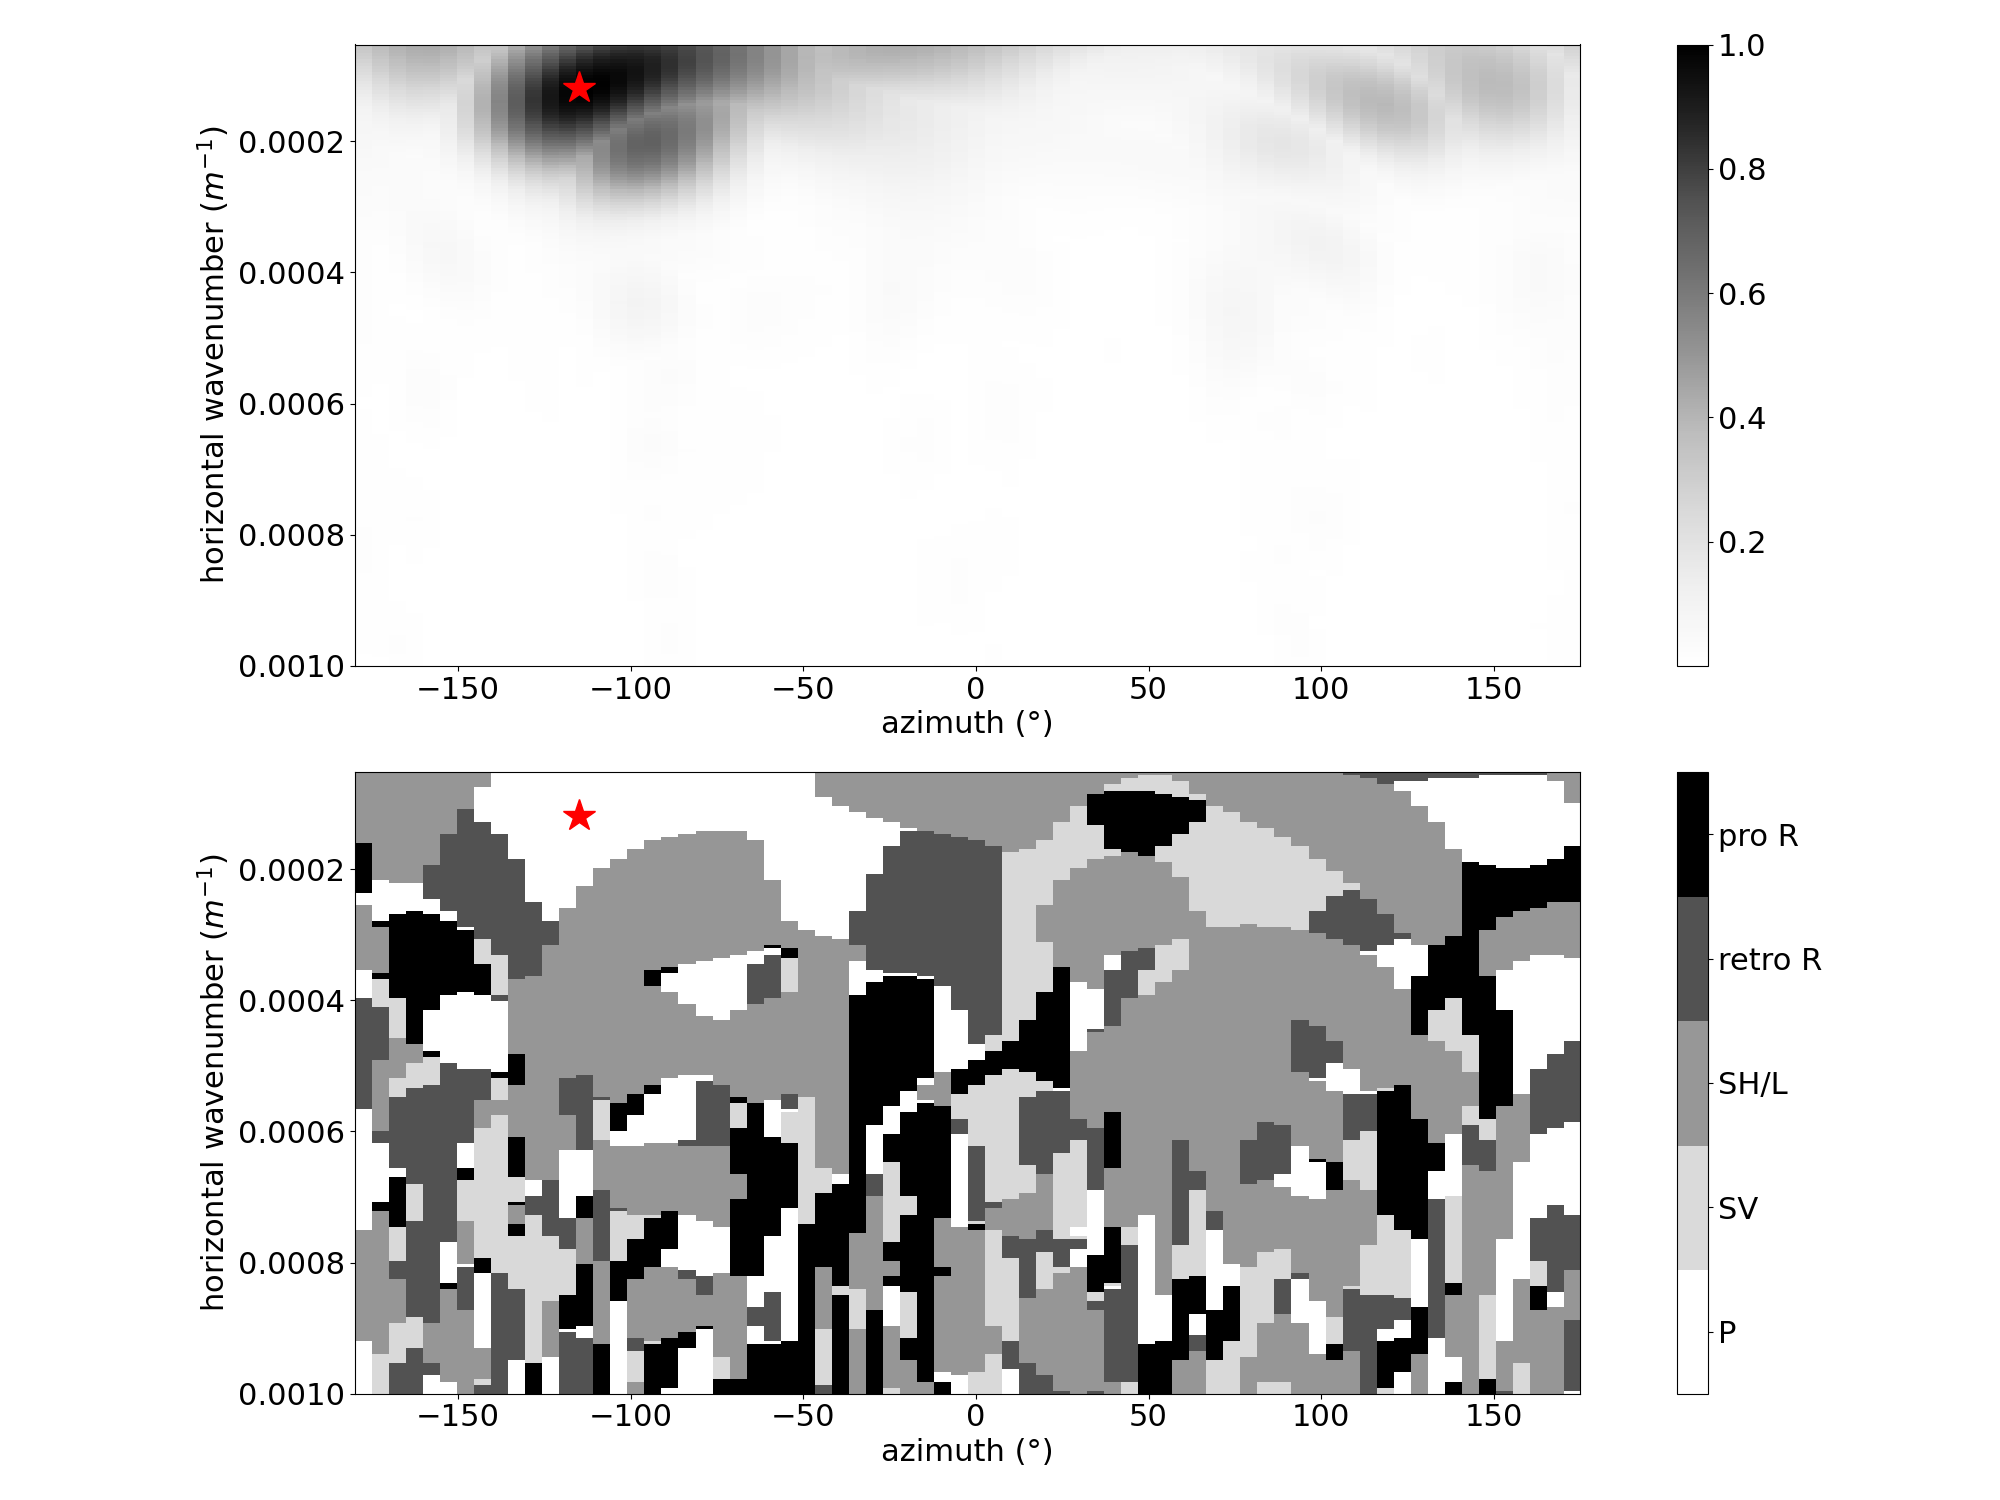 horizontal wavenumber (m⁻¹)
0.0002
0.0004
0.0006
0.0008
0.0010
−150 −100 −50 0 50 100 150
azimuth (°)
1.0
0.8
0.6
0.4
0.2
horizontal wavenumber (m⁻¹)
0.0002
0.0004
0.0006
0.0008
0.0010
−150 −100 −50 0 50 100 150
azimuth (°)
pro R
retro R
SH/L
SV
P